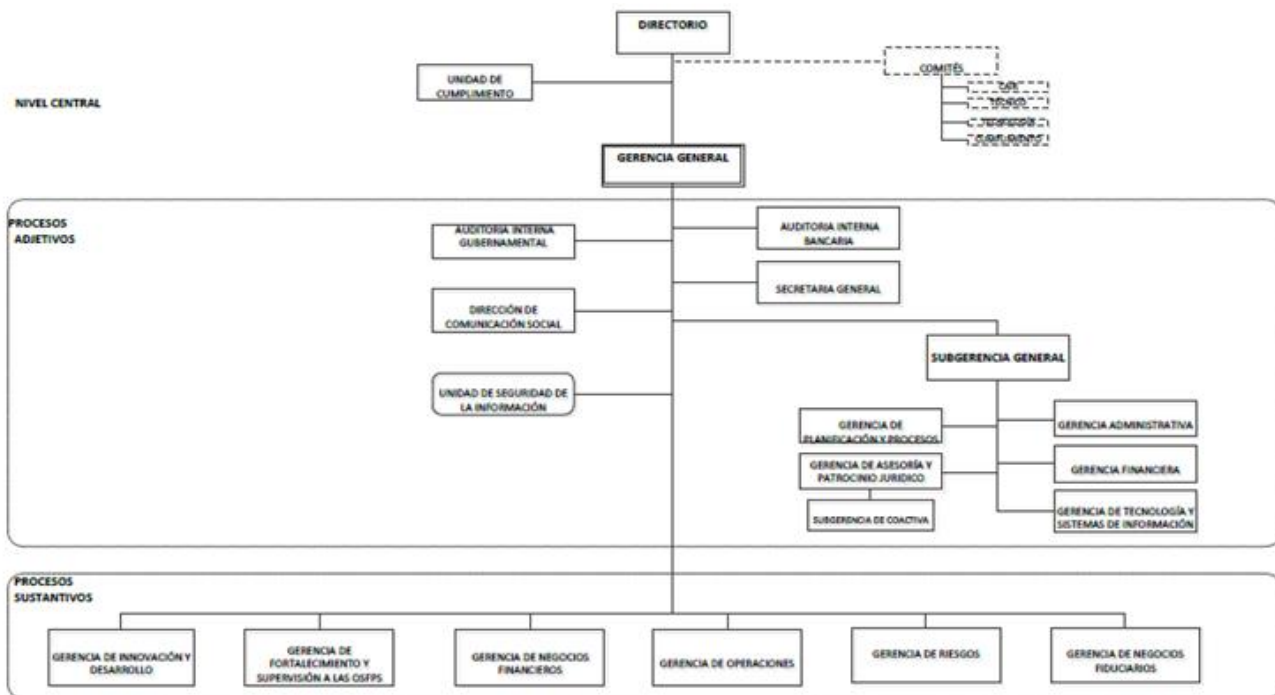 DIRECTORIO
COMITÉS
UNIDAD DE
CUMPLIMIENTO
NIVEL CENTRAL
TÉCNICO
GERENCIA GENERAL
PROCESOS
ADJETIVOS
AUDITORIA INTERNA
GUBERNAMENTAL
AUDITORIA INTERNA
BANCARIA
SECRETARIA GENERAL
DIRECCIÓN DE
COMUNICACIÓN SOCIAL
SUBGERENCIA GENERAL
UNIDAD DE SEGURIDAD DE
LA INFORMACIÓN
GERENCIA DE
PLANIFICACIÓN Y PROCESOS
GERENCIA ADMINISTRATIVA
GERENCIA DE ASESORÍA Y
PATROCINIO JURIDICO
GERENCIA FINANCIERA
SUBGERENCIA DE COACTIVA
GERENCIA DE TECNOLOGÍA Y
SISTEMAS DE INFORMACIÓN
PROCESOS
SUSTANTIVOS
GERENCIA DE INNOVACIÓN Y
DESARROLLO
GERENCIA DE
FORTALECIMIENTO Y
SUPERVISIÓN A LAS OSFPS
GERENCIA DE NEGOCIOS
FINANCIEROS
GERENCIA DE OPERACIONES
GERENCIA DE RIESGOS
GERENCIA DE NEGOCIOS
FIDUCIARIOS